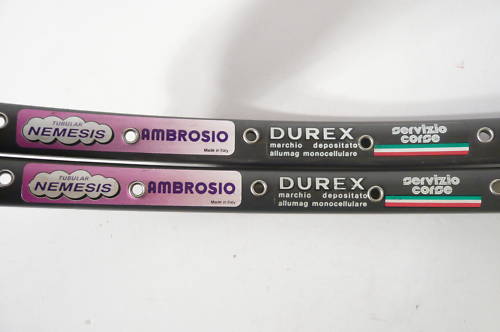 TUBULAR
NEMESIS
AMBROSIO
Made in Italy
DUREX
marchio depositato
allumag monocellulare
servizio
corse
TUBULAR
NEMESIS
AMBROSIO
Made in Italy
DUREX
marchio depositato
allumag monocellulare
servizio
corse